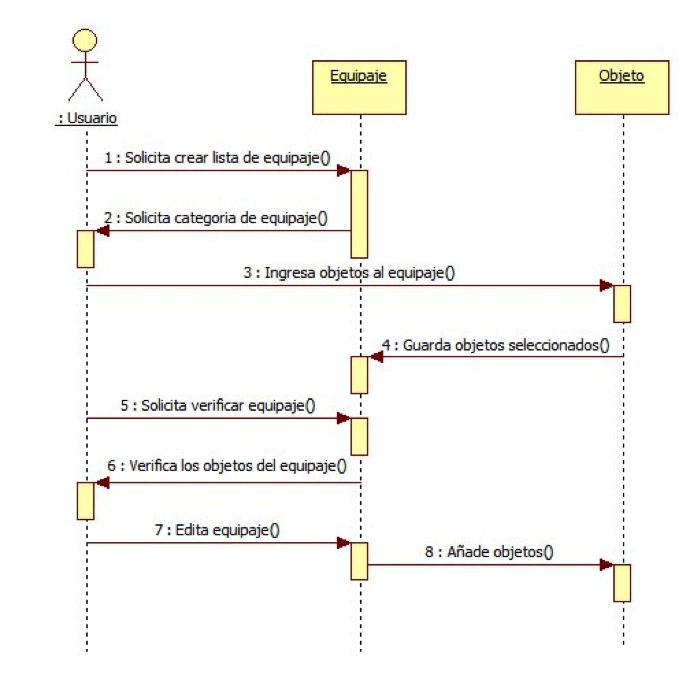 Equipaje
Objeto
: Usuario
1 : Solicita crear lista de equipaje()
2 : Solicita categoria de equipaje()
3 : Ingresa objetos al equipaje()
4 : Guarda objetos seleccionados()
5 : Solicita verificar equipaje()
6 : Verifica los objetos del equipaje()
7 : Edita equipaje()
8 : Añade objetos()